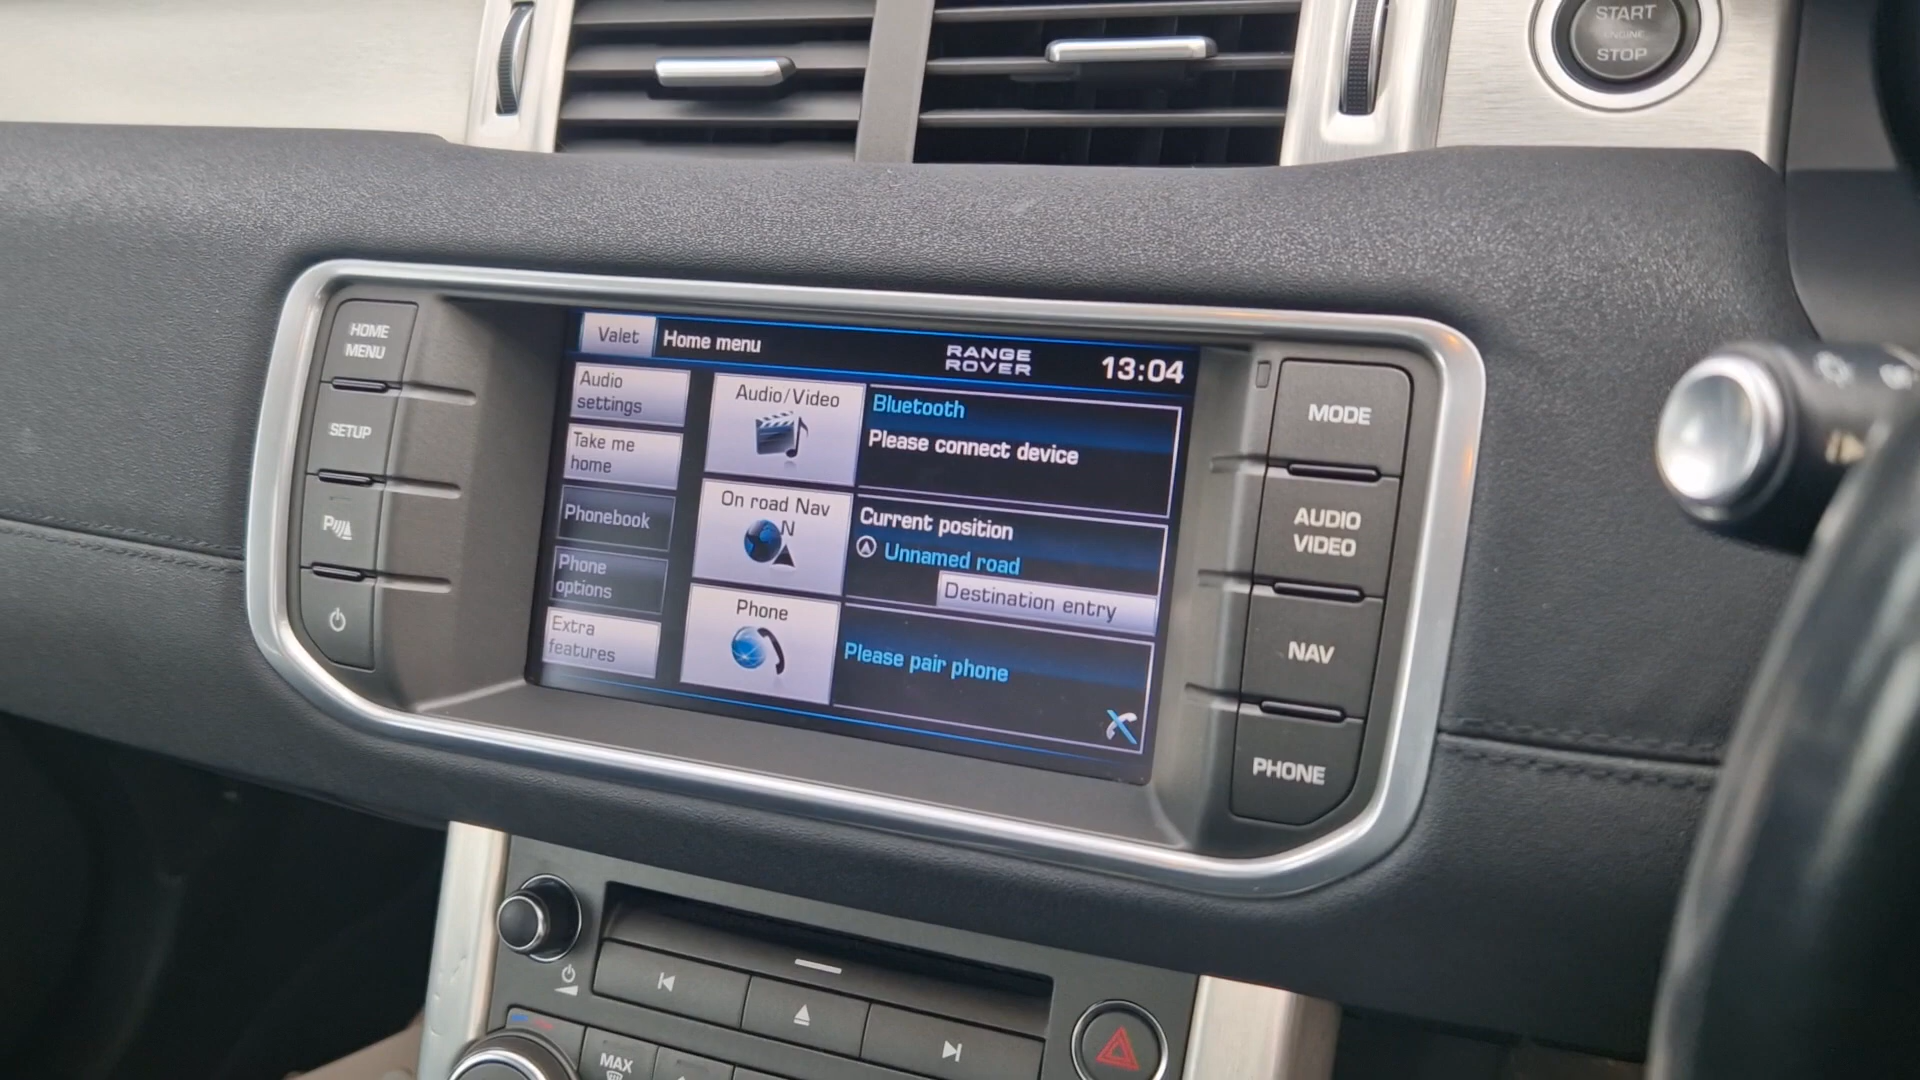 START
ENGINE
STOP
HOME
MENU
SETUP
P
Valet
Home menu
RANGE
ROVER
13:04
Audio
settings
Take me
home
Phonebook
Phone
options
Extra
features
Audio/Video
Bluetooth
Please connect device
On road Nav
N
Current position
Unnamed road
Destination entry
Phone
Please pair phone
MODE
AUDIO
VIDEO
NAV
PHONE
MAX